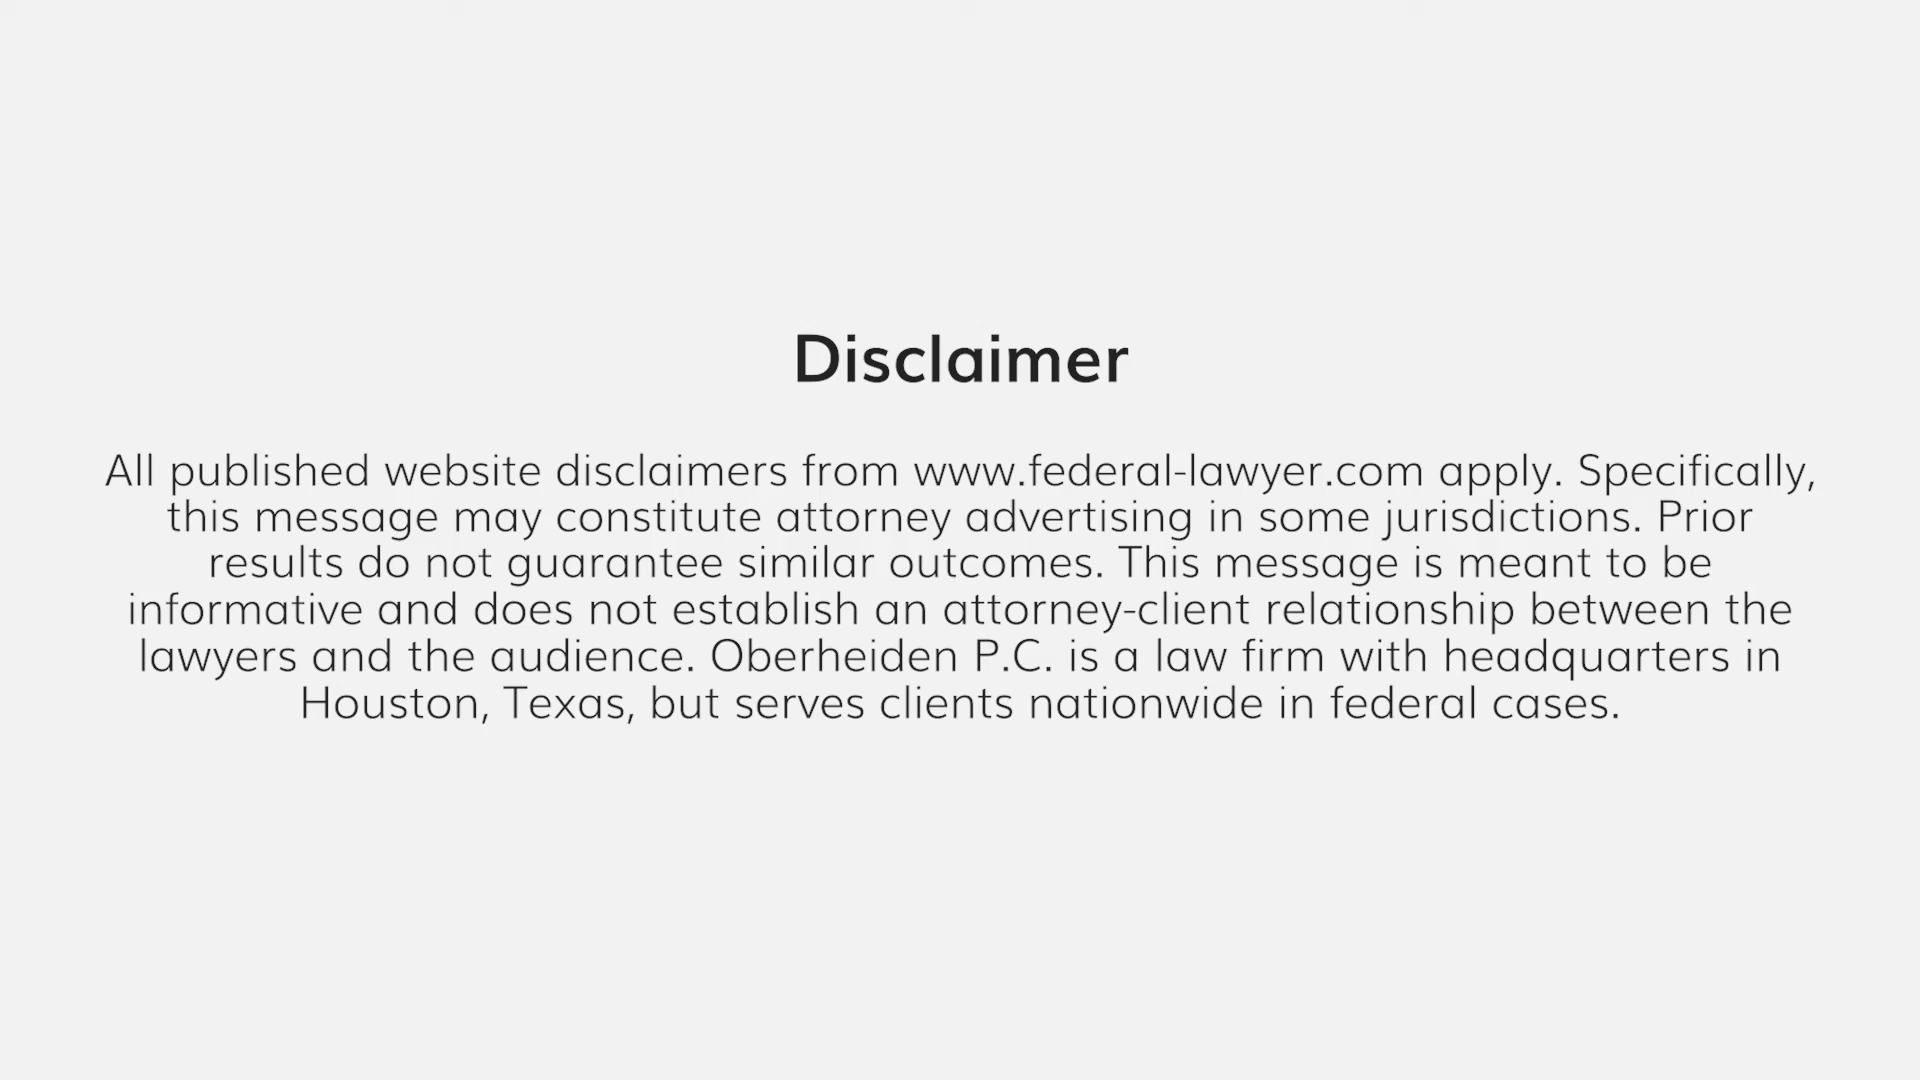 Disclaimer
All published website disclaimers from www.federal-lawyer.com apply. Specifically,
this message may constitute attorney advertising in some jurisdictions. Prior
results do not guarantee similar outcomes. This message is meant to be
informative and does not establish an attorney-client relationship between the
lawyers and the audience. Oberheiden P.C. is a law firm with headquarters in
Houston, Texas, but serves clients nationwide in federal cases.